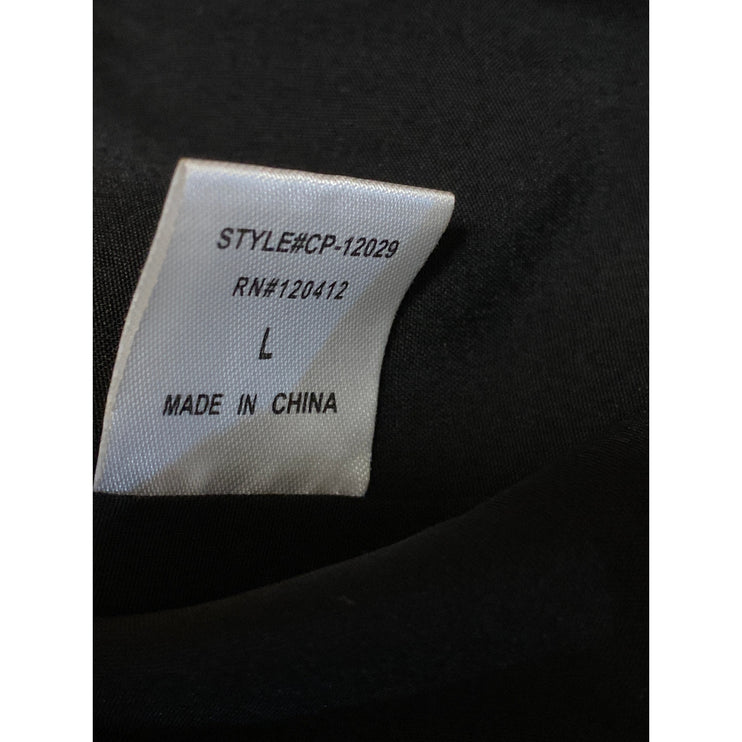 STYLE#CP-12029
RN#120412
L
MADE IN CHINA